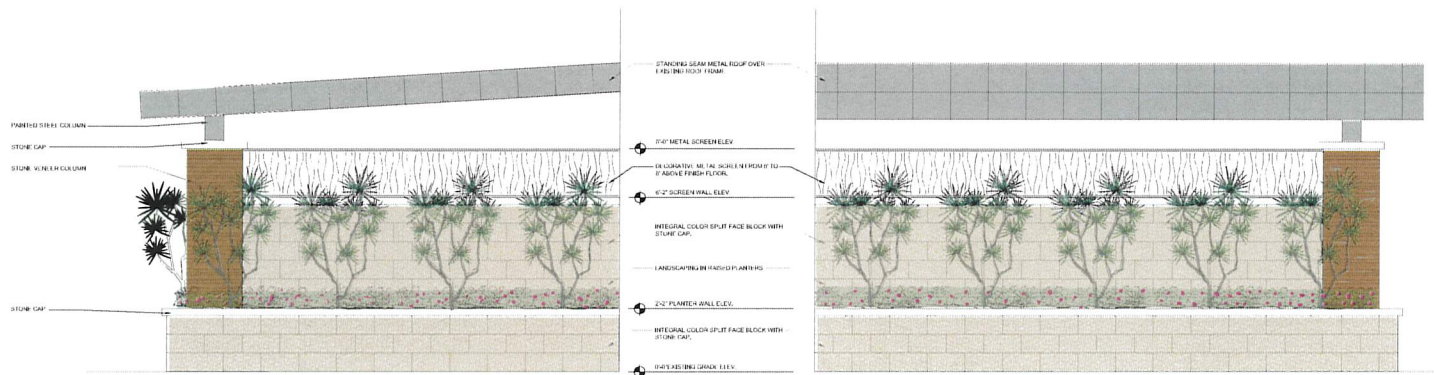 PAINTED STEEL COLUMN
STONE CAP
STONE VENEER COLUMN
STONE CAP
STANDING SEAM METAL ROOF OVER
EXISTING ROOF FRAME
METAL SCREEN ELEV.
DECORATIVE METAL SCREEN FROM 6' TO
8' ABOVE FINISH FLOOR.
6'-2" SCREEN WALL ELEV.
INTEGRAL COLOR SPLIT FACE BLOCK WITH
STONE CAP.
LANDSCAPING IN RAISED PLANTERS
2'-2" PLANTER WALL ELEV.
INTEGRAL COLOR SPLIT FACE BLOCK WITH
STONE CAP.
0'-0" EXISTING GRADE ELEV.